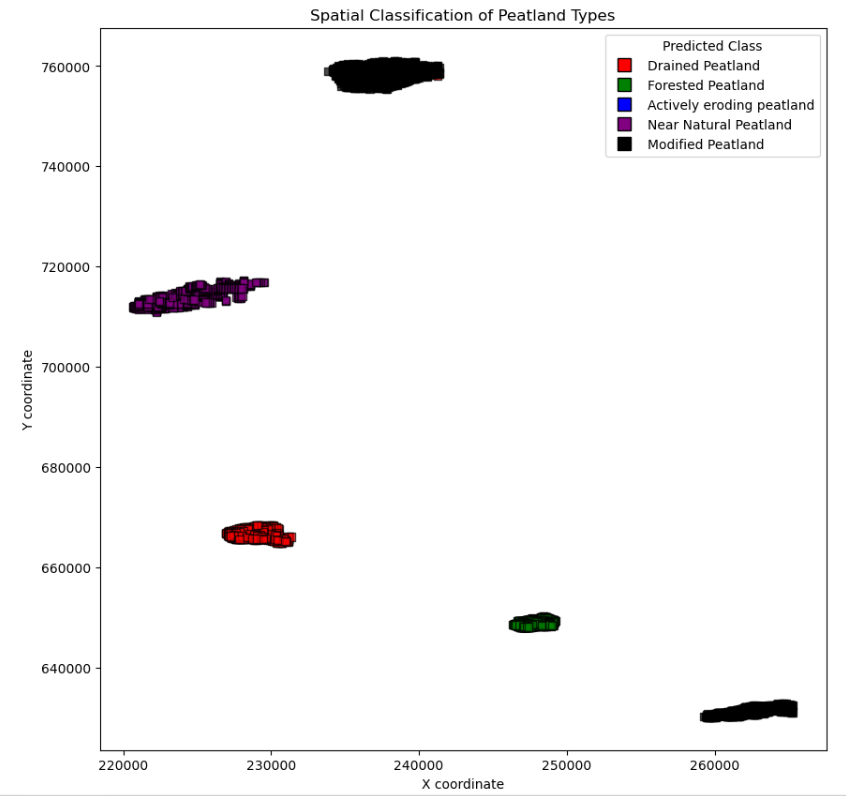 Spatial Classification of Peatland Types
Predicted Class
Drained Peatland
Forested Peatland
Actively eroding peatland
Near Natural Peatland
Modified Peatland
760000
740000
720000
700000
680000
660000
640000
Y coordinate
220000 230000 240000 250000 260000
X coordinate